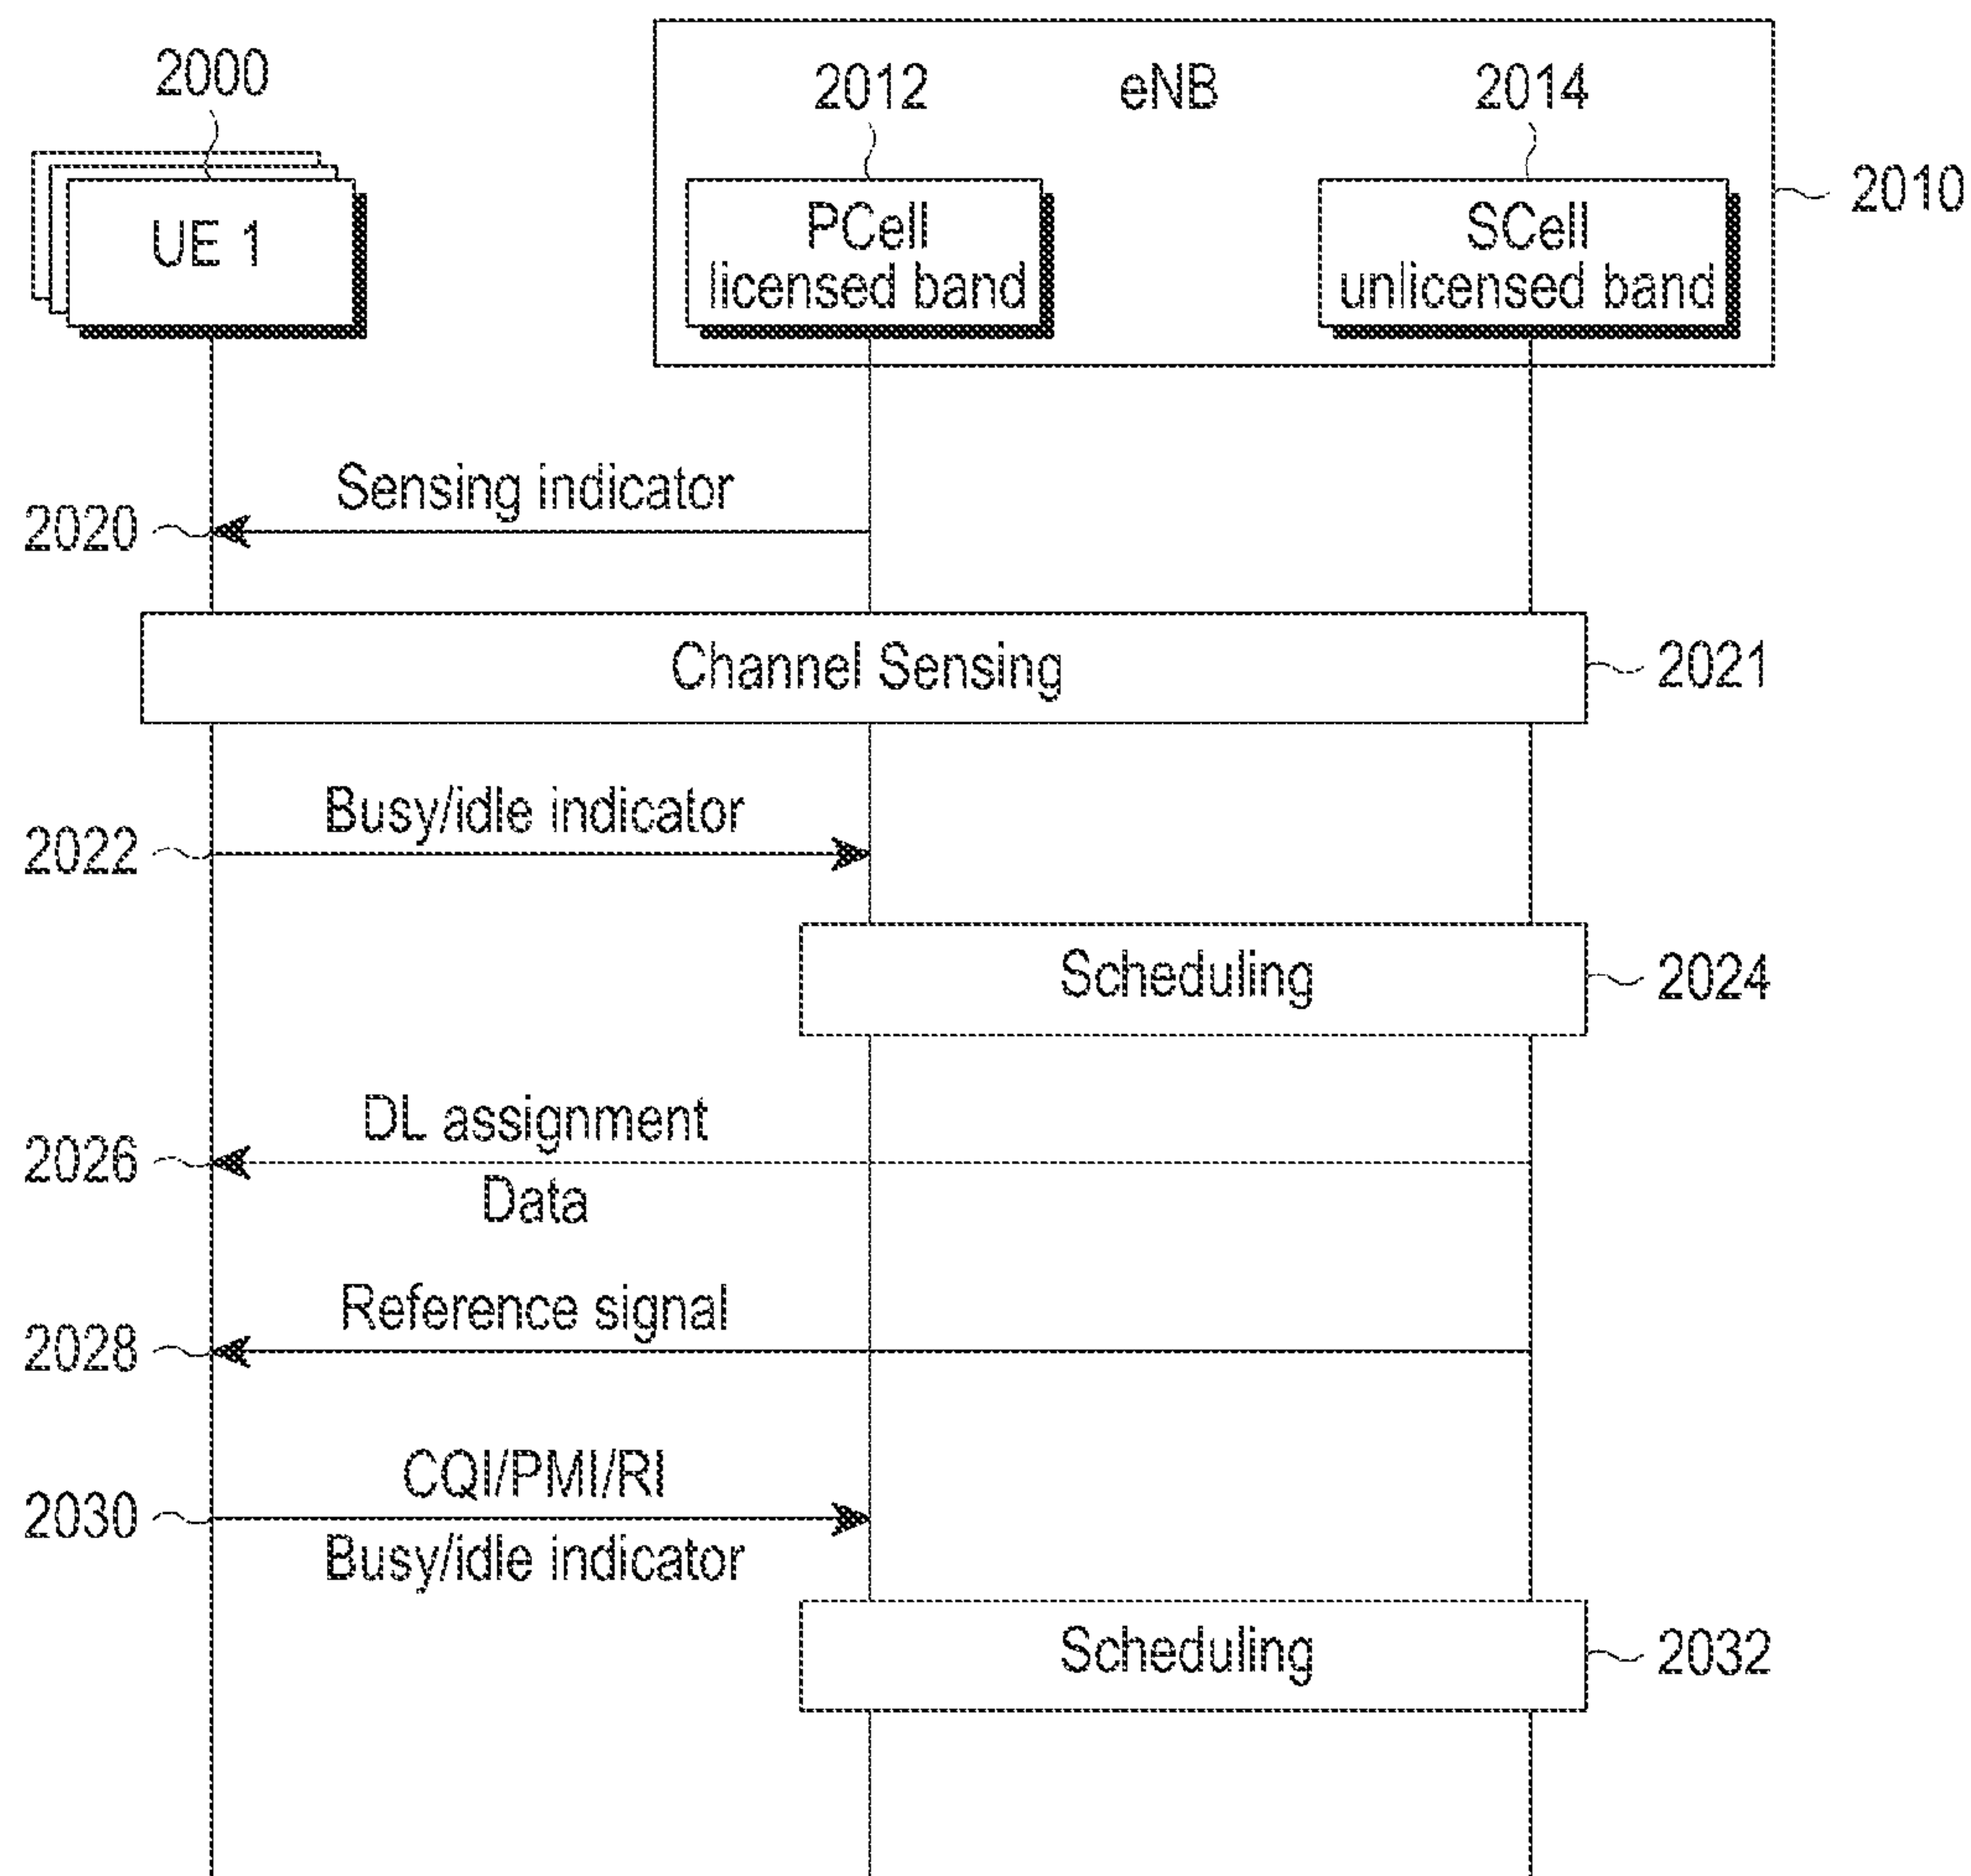 2000
2012
eNB
2014
2010
UE 1
PCell
licensed band
SCell
unlicensed band
Sensing indicator
2020
Channel Sensing
2021
Busy/idle indicator
2022
Scheduling
2024
DL assignment
2026
Data
Reference signal
2028
CQI/PMI/RI
2030
Busy/idle indicator
Scheduling
2032